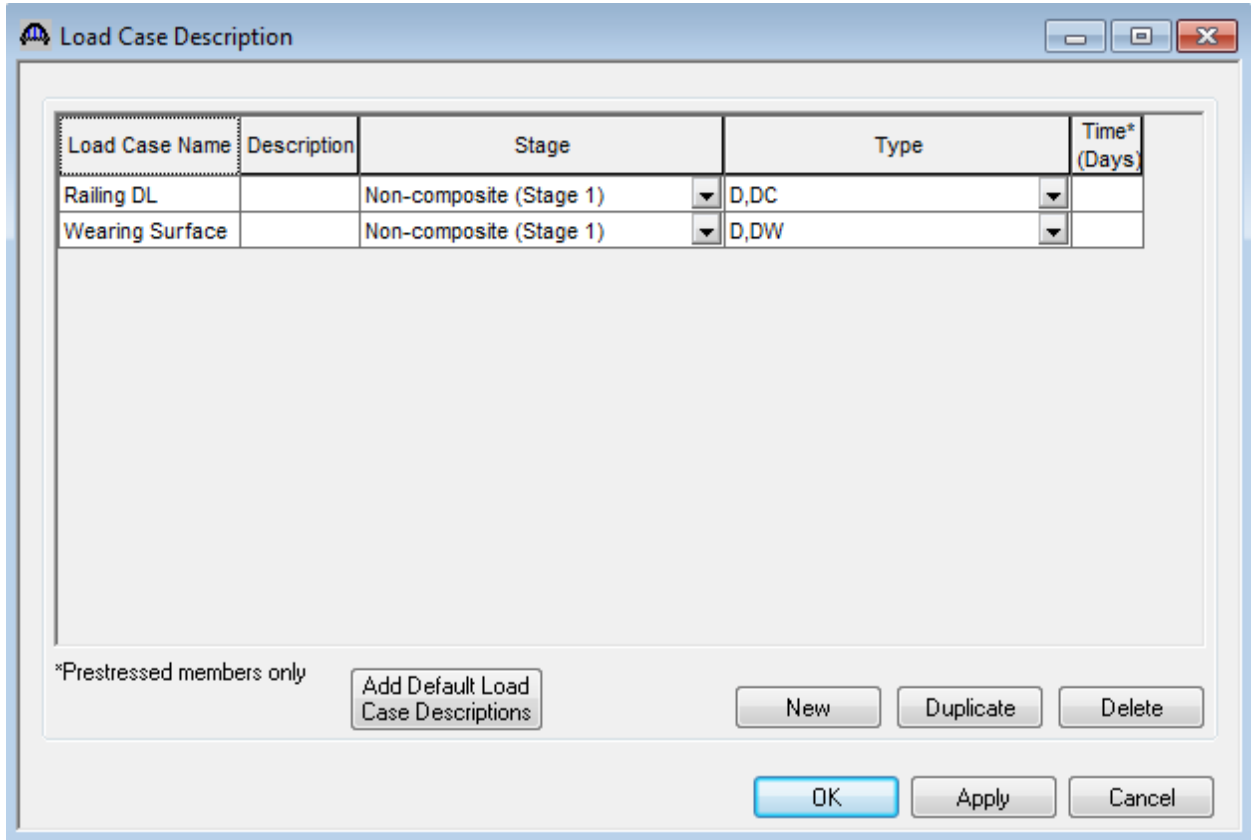 Load Case Description
Load Case Name Description Stage Type Time*
(Days)
Railing DL Non-composite (Stage 1) D,DC
Wearing Surface Non-composite (Stage 1) D,DW
*Prestressed members only
Add Default Load
Case Descriptions
New Duplicate Delete
OK Apply Cancel